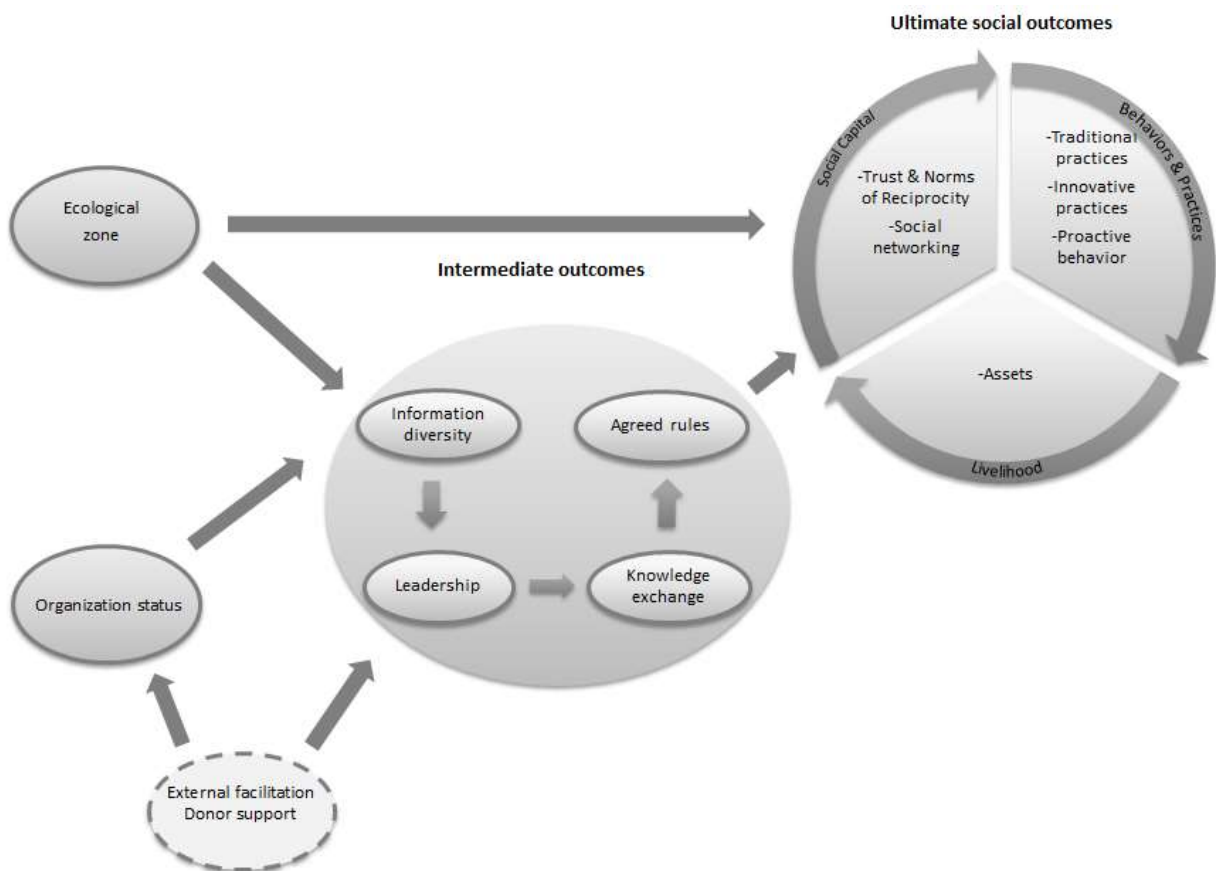 Ultimate social outcomes
Social Capital
-Trust & Norms
of Reciprocity
-Social
networking
Behaviors & Practices
-Traditional
practices
-Innovative
practices
-Proactive
behavior
-Assets
Livelihood
Ecological
zone
Intermediate outcomes
Information
diversity
Agreed rules
Leadership
Knowledge
exchange
Organization status
External facilitation
Donor support